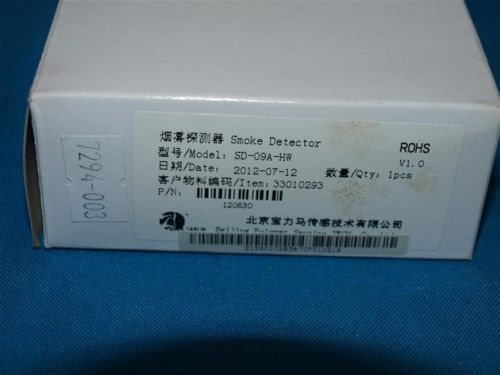 烟雾探测器 Smoke Detector
ROHS
型号/Model: SD-09A-HW
V1.0
日期/Date: 2012-07-12
数量/Qty: 1pcs
客户物料编码/Item: 33010293
P/N:
120630
北京宝力马传感技术有限公司
7294-003